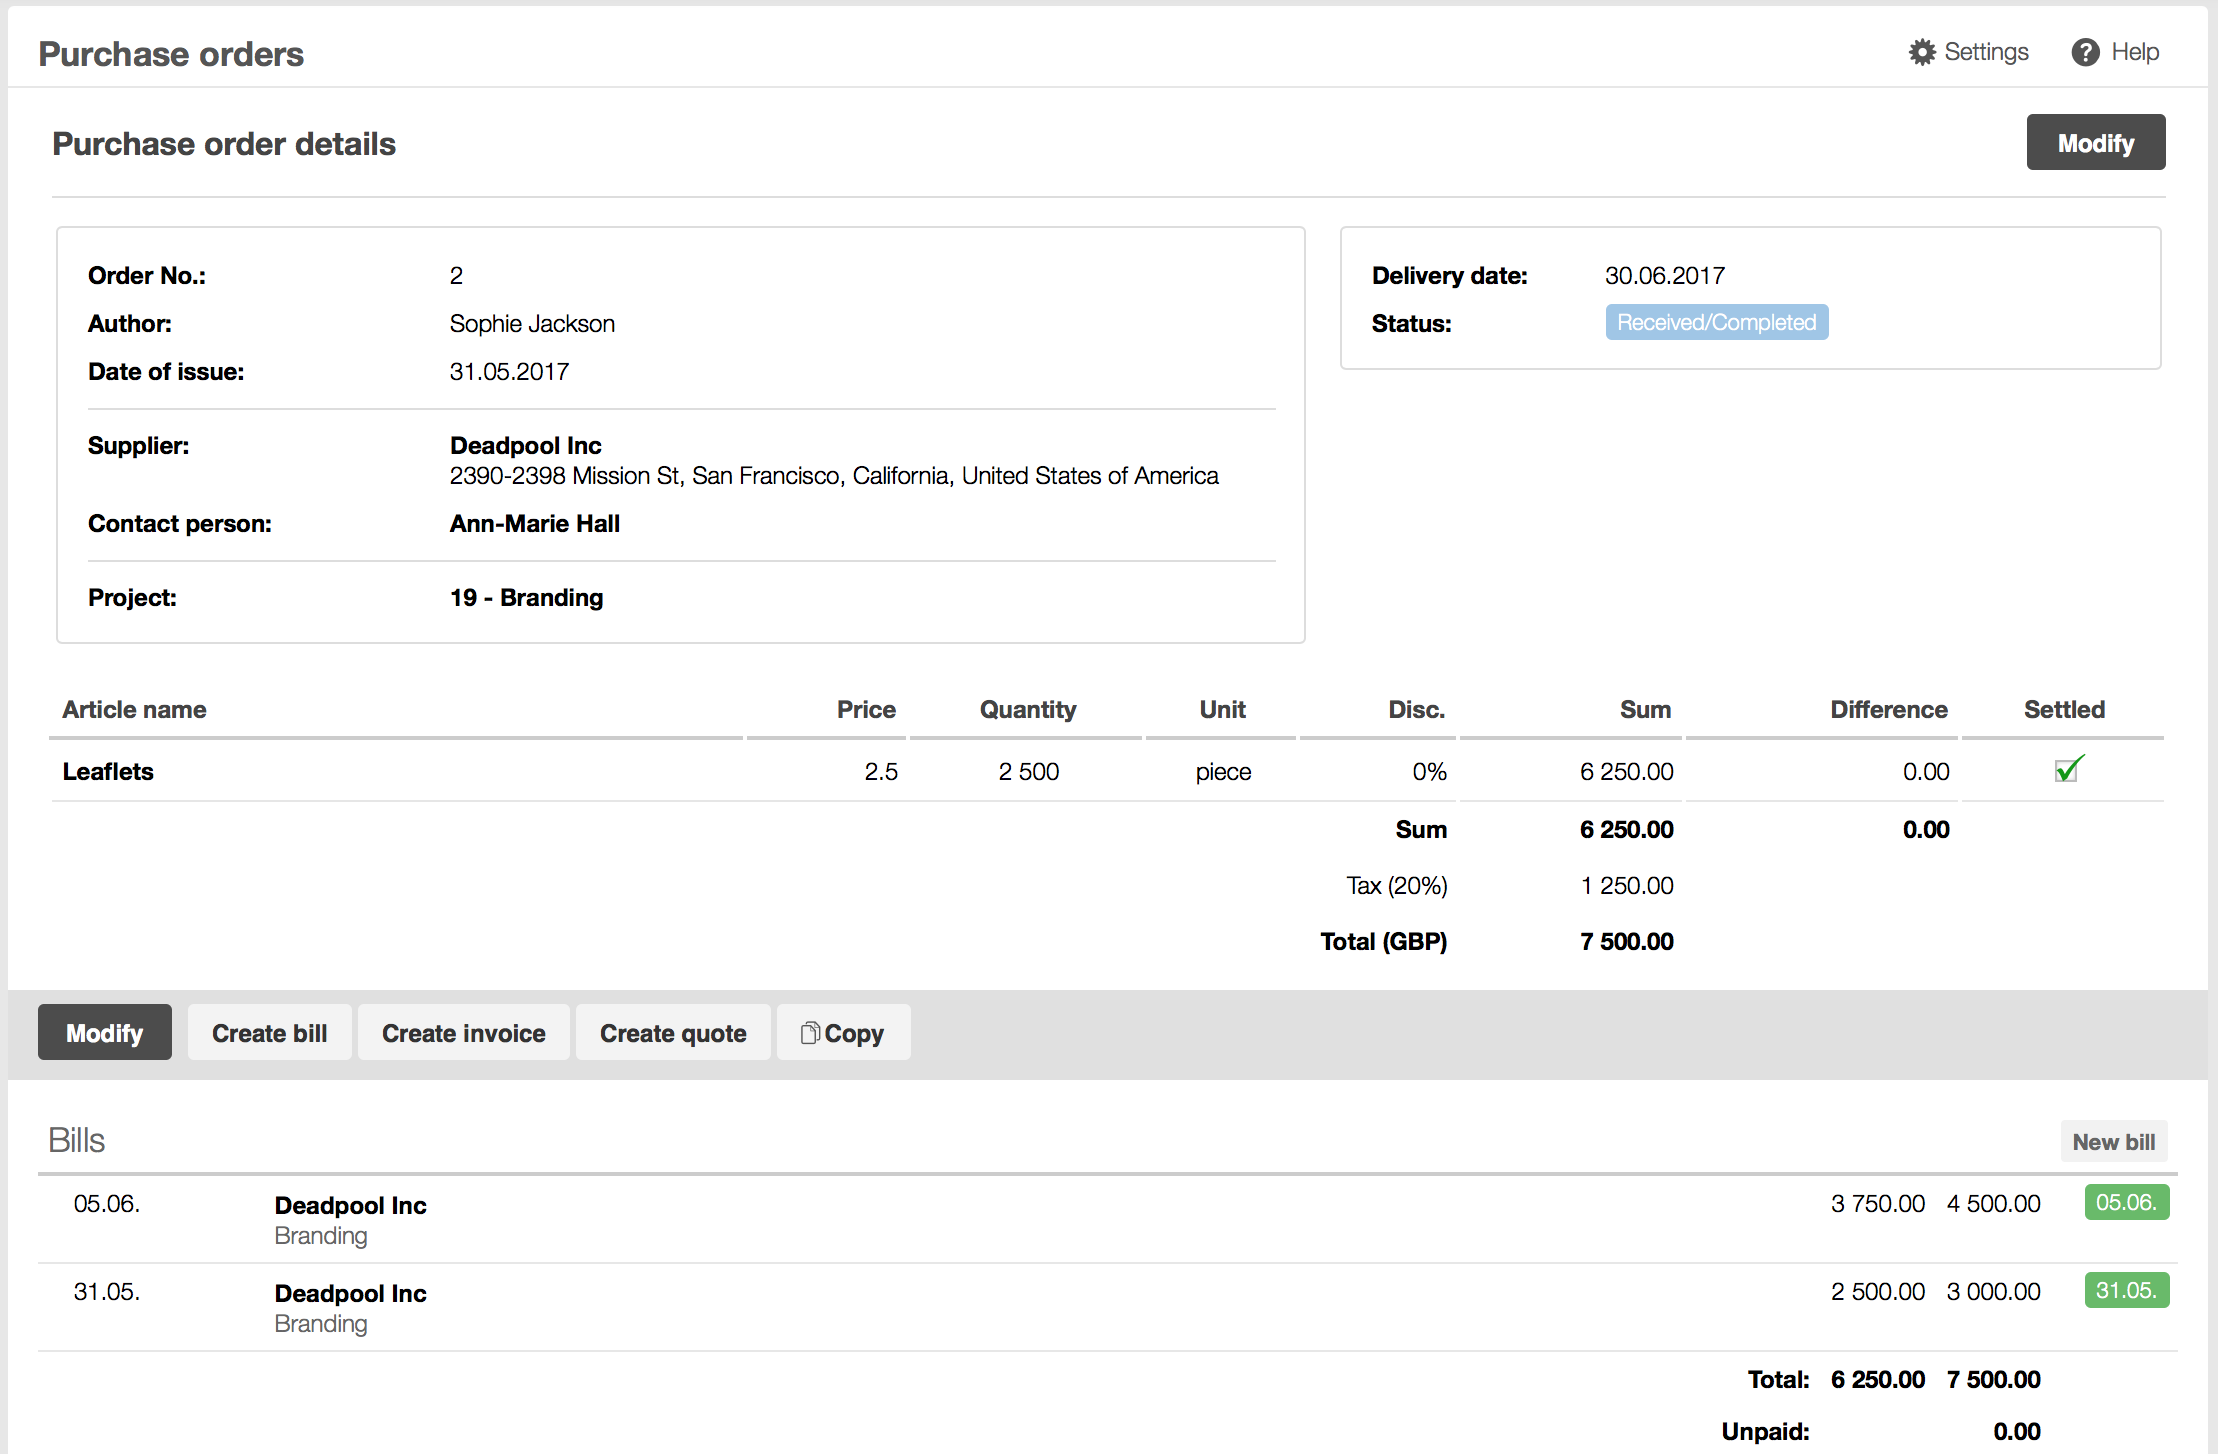 Purchase orders
Settings
Help
Purchase order details
Modify
Order No.: 2
Author: Sophie Jackson
Date of issue: 31.05.2017
Supplier: Deadpool Inc
2390-2398 Mission St, San Francisco, California, United States of America
Contact person: Ann-Marie Hall
Project: 19 - Branding
Delivery date: 30.06.2017
Status: Received/Completed
Article name Price Quantity Unit Disc. Sum Difference Settled
Leaflets 2.5 2 500 piece 0% 6 250.00 0.00
Sum 6 250.00 0.00
Tax (20%) 1 250.00
Total (GBP) 7 500.00
Modify Create bill Create invoice Create quote Copy
Bills
New bill
05.06. Deadpool Inc 3 750.00 4 500.00 05.06.
Branding
31.05. Deadpool Inc 2 500.00 3 000.00 31.05.
Branding
Total: 6 250.00 7 500.00
Unpaid: 0.00